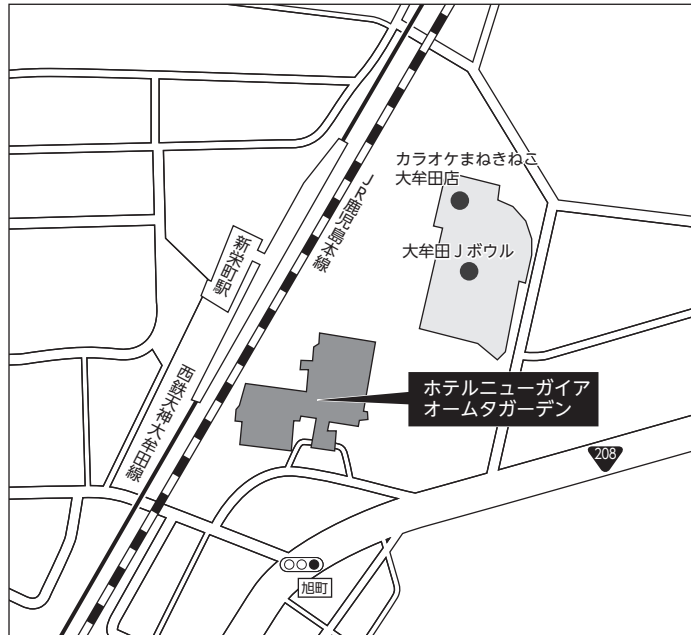 カラオケまねきねこ
大牟田店
JR鹿児島本線
大牟田Jボウル
新栄町駅
西鉄天神大牟田線
ホテルニューガイア
オームタガーデン
208
旭町